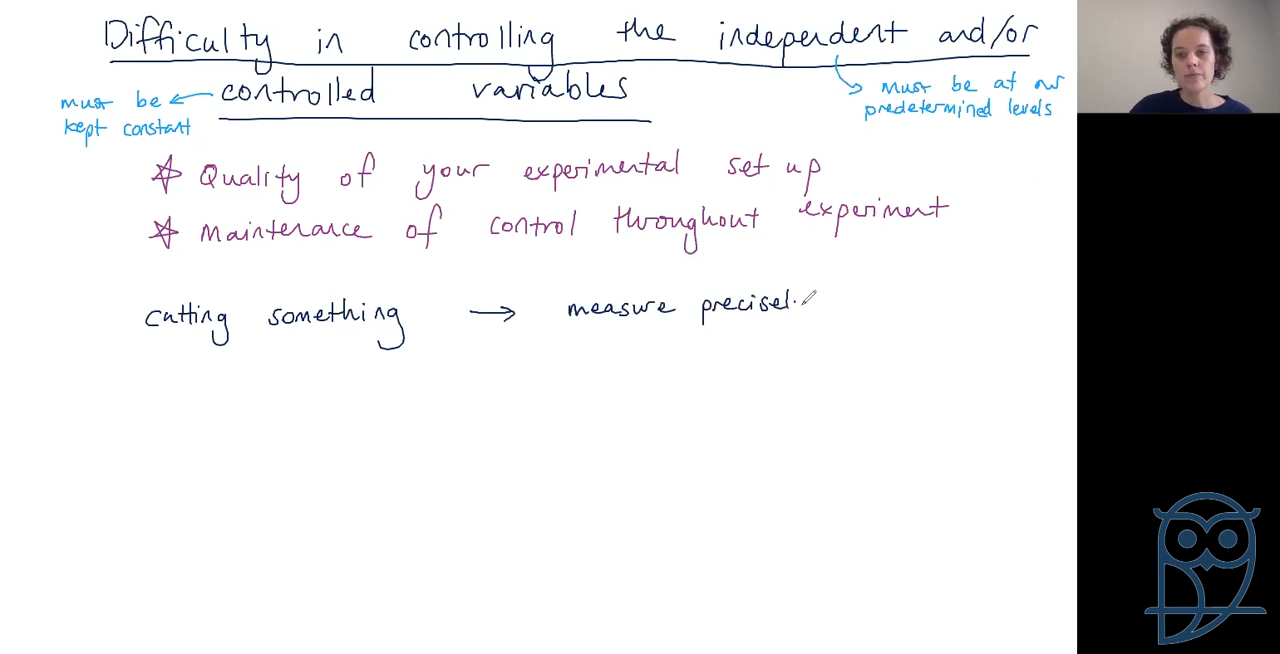 Difficulty in controlling the independent and/or
controlled variables
must be
kept constant
must be at our
predetermined levels
Quality of your experimental set up
Maintenance of control throughout experiment
cutting something → measure precisel